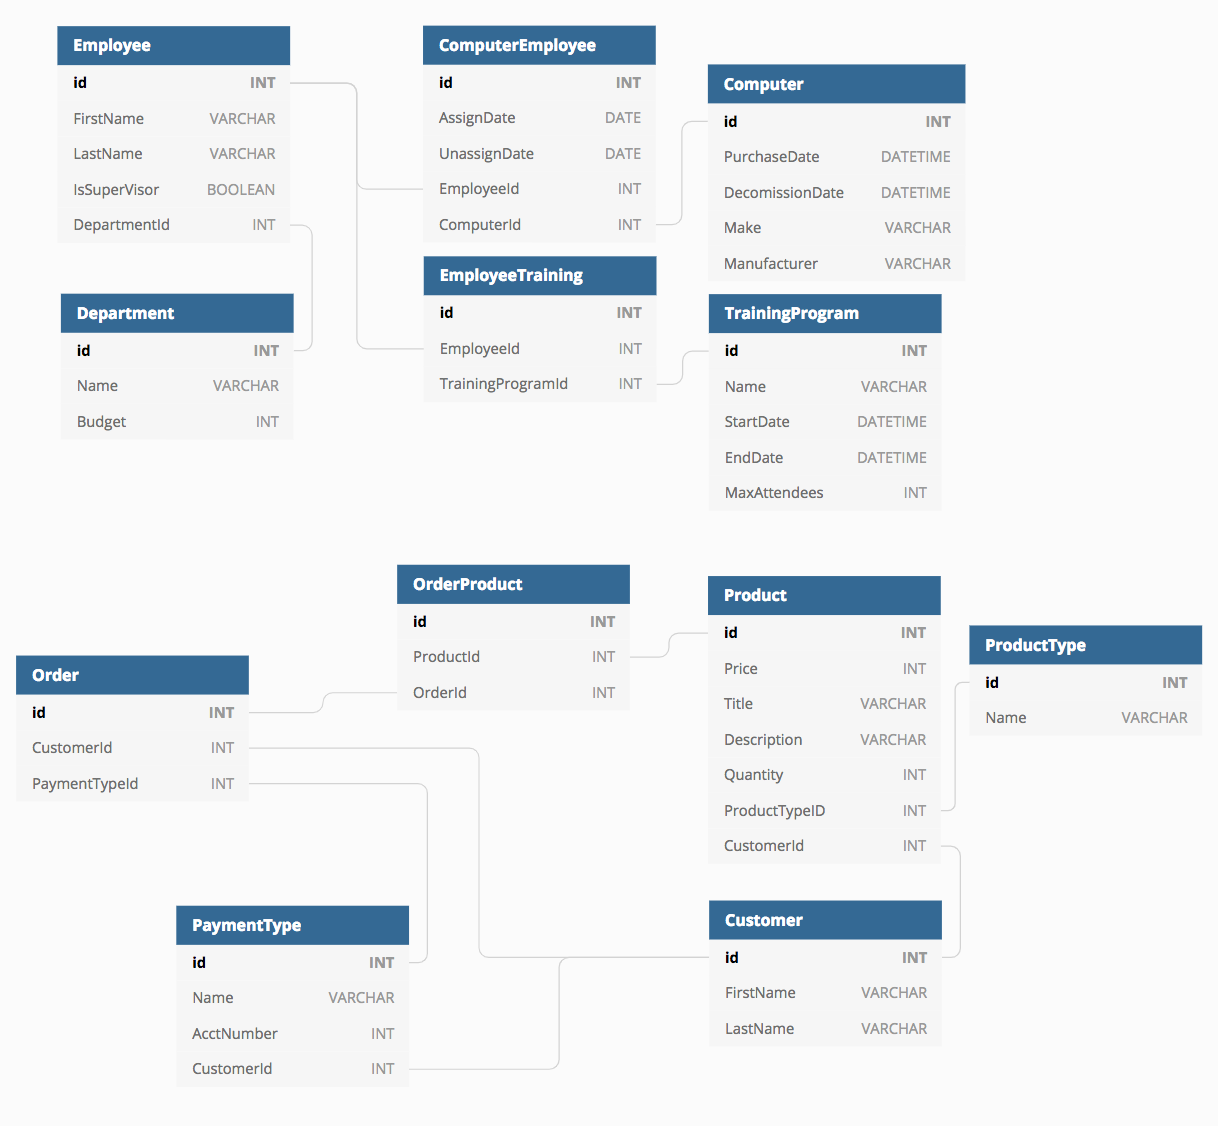 Employee
id INT
FirstName VARCHAR
LastName VARCHAR
IsSuperVisor BOOLEAN
DepartmentId INT
ComputerEmployee
id INT
AssignDate DATE
UnassignDate DATE
EmployeeId INT
ComputerId INT
Computer
id INT
PurchaseDate DATETIME
DecomissionDate DATETIME
Make VARCHAR
Manufacturer VARCHAR
Department
id INT
Name VARCHAR
Budget INT
EmployeeTraining
id INT
EmployeeId INT
TrainingProgramId INT
TrainingProgram
id INT
Name VARCHAR
StartDate DATETIME
EndDate DATETIME
MaxAttendees INT
OrderProduct
id INT
ProductId INT
OrderId INT
Product
id INT
Price INT
Title VARCHAR
Description VARCHAR
Quantity INT
ProductTypeID INT
CustomerId INT
ProductType
id INT
Name VARCHAR
Order
id INT
CustomerId INT
PaymentTypeId INT
PaymentType
id INT
Name VARCHAR
AcctNumber INT
CustomerId INT
Customer
id INT
FirstName VARCHAR
LastName VARCHAR